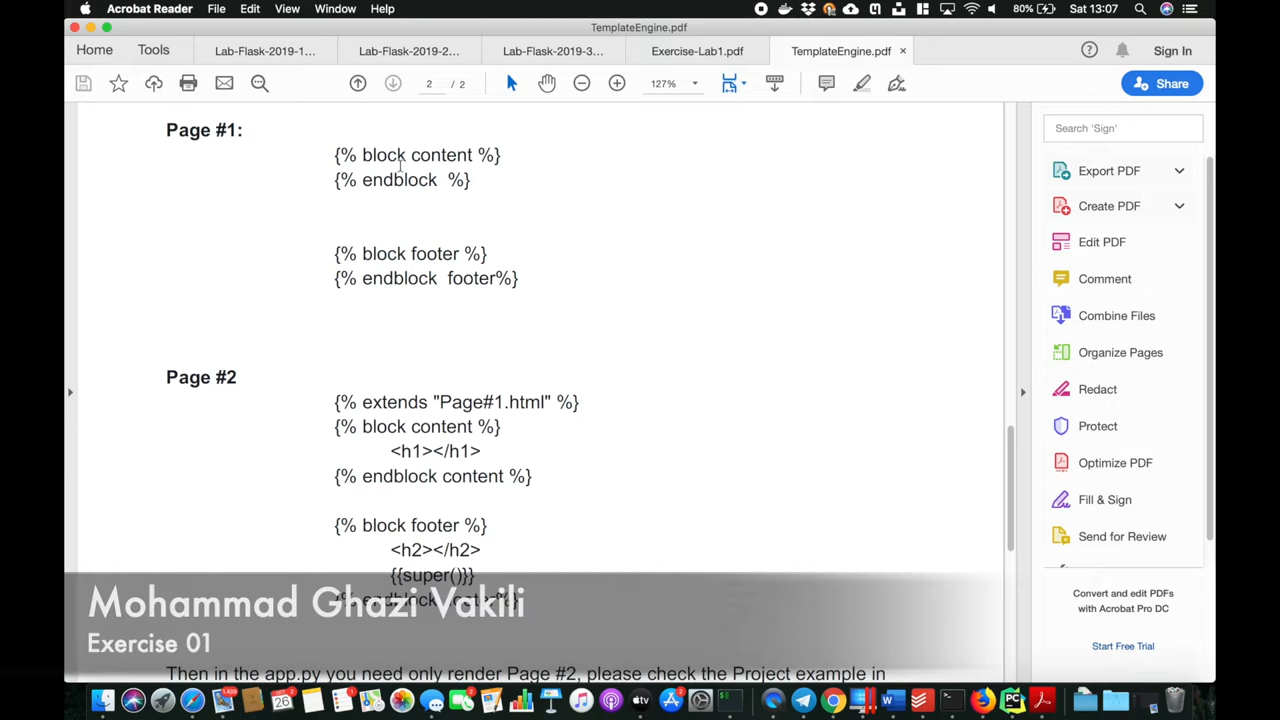 Acrobat Reader File Edit View Window Help 80% Sat 13:07
TemplateEngine.pdf
Home Tools Lab-Flask-2019-1... Lab-Flask-2019-2... Lab-Flask-2019-3... Exercise-Lab1.pdf TemplateEngine.pdf × Sign In
2 / 2 127% Share
Page #1:
{% block content %}
{% endblock %}
{% block footer %}
{% endblock footer%}
Page #2
{% extends "Page#1.html" %}
{% block content %}
<h1></h1>
{% endblock content %}
{% block footer %}
<h2></h2>
{{super()}}
{% endblock footer%}
Mohammad Ghazi Vakili
Exercise 01
Then in the app.py you need only render Page #2, please check the Project example in
Search 'Sign'
Export PDF
Create PDF
Edit PDF
Comment
Combine Files
Organize Pages
Redact
Protect
Optimize PDF
Fill & Sign
Send for Review
Convert and edit PDFs
with Acrobat Pro DC
Start Free Trial